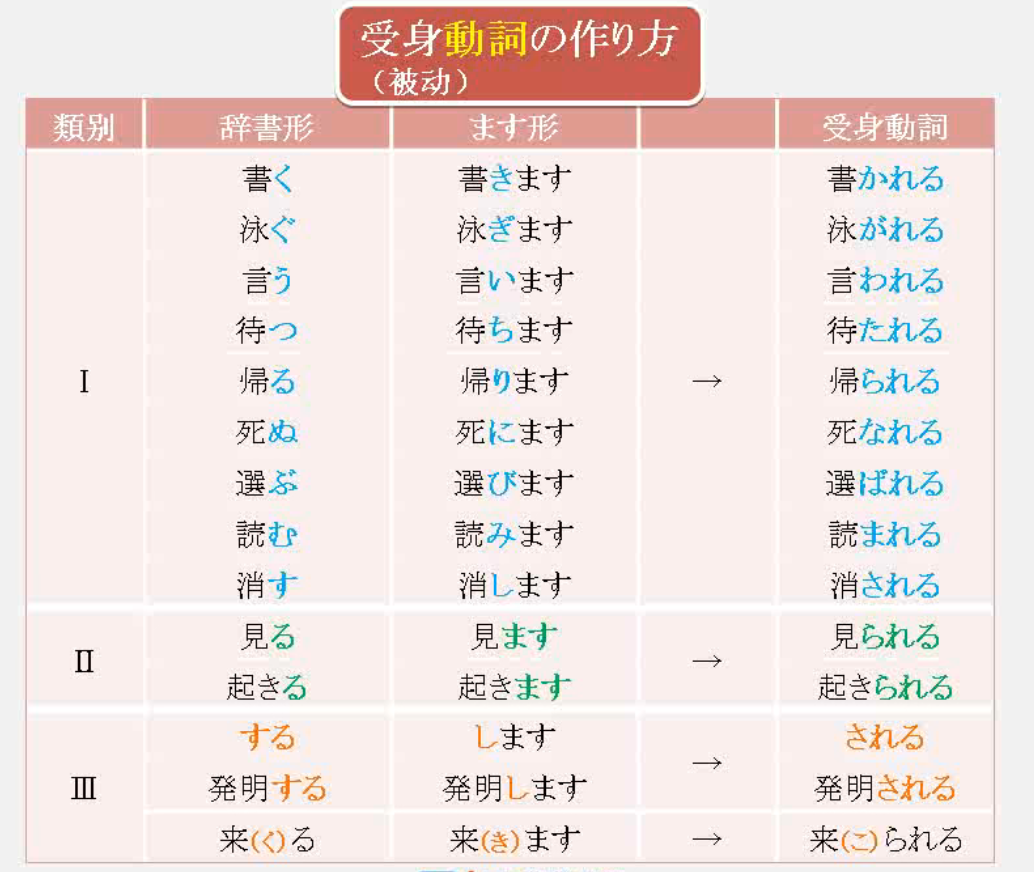 受身動詞の作り方
（被动）
類別 辞書形 ます形 受身動詞
書く 書きます 書かれる
泳ぐ 泳ぎます 泳がれる
言う 言います 言われる
待つ 待ちます 待たれる
Ⅰ 帰る 帰ります → 帰られる
死ぬ 死にます 死なれる
選ぶ 選びます 選ばれる
読む 読みます 読まれる
消す 消します 消される
見る 見ます 見られる
Ⅱ →
起きる 起きます 起きられる
する します される
→
Ⅲ 発明する 発明します 発明される
来(く)る 来(き)ます → 来(こ)られる